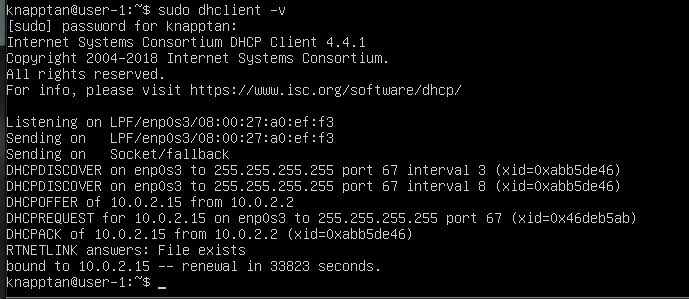 knapptan@user-1:~$ sudo dhclient -v
[sudo] password for knapptan:
Internet Systems Consortium DHCP Client 4.4.1
Copyright 2004-2018 Internet Systems Consortium.
All rights reserved.
For info, please visit https://www.isc.org/software/dhcp/
Listening on LPF/enp0s3/08:00:27:a0:ef:f3
Sending on   LPF/enp0s3/08:00:27:a0:ef:f3
Sending on   Socket/fallback
DHCPDISCOVER on enp0s3 to 255.255.255.255 port 67 interval 3 (xid=0xabb5de46)
DHCPDISCOVER on enp0s3 to 255.255.255.255 port 67 interval 8 (xid=0xabb5de46)
DHCPOFFER of 10.0.2.15 from 10.0.2.2
DHCPREQUEST for 10.0.2.15 on enp0s3 to 255.255.255.255 port 67 (xid=0x46deb5ab)
DHCPACK of 10.0.2.15 from 10.0.2.2 (xid=0xabb5de46)
RTNETLINK answers: File exists
bound to 10.0.2.15 -- renewal in 33823 seconds.
knapptan@user-1:~$ _